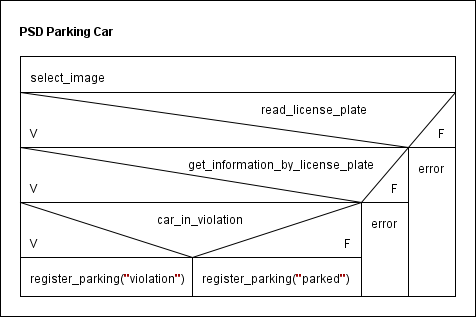 PSD Parking Car
select_image
read_license_plate
V
F
get_information_by_license_plate
error
V
F
car_in_violation
error
V
F
register_parking(""violation"")
register_parking(""parked"")